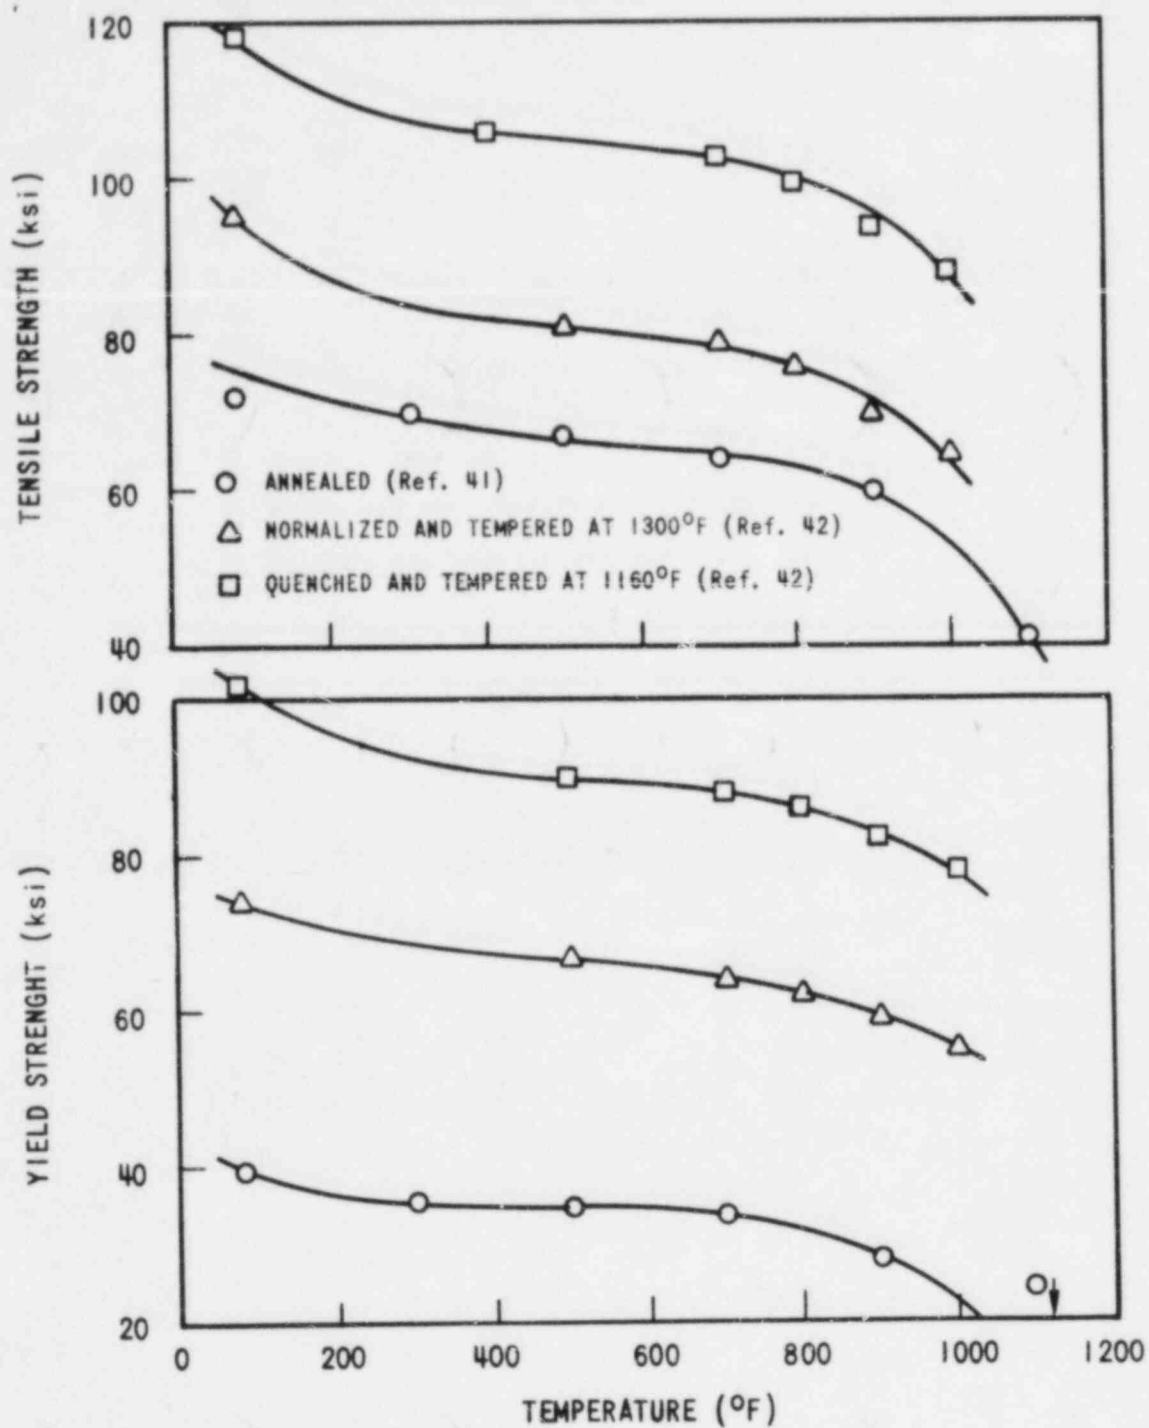 120
100
80
60
40
TENSILE STRENGTH (ksi)
ANNEALED (Ref. 41)
NORMALIZED AND TEMPERED AT 1300°F (Ref. 42)
QUENCHED AND TEMPERED AT 1160°F (Ref. 42)
100
80
60
40
20
YIELD STRENGHT (ksi)
0 200 400 600 800 1000 1200
TEMPERATURE (°F)